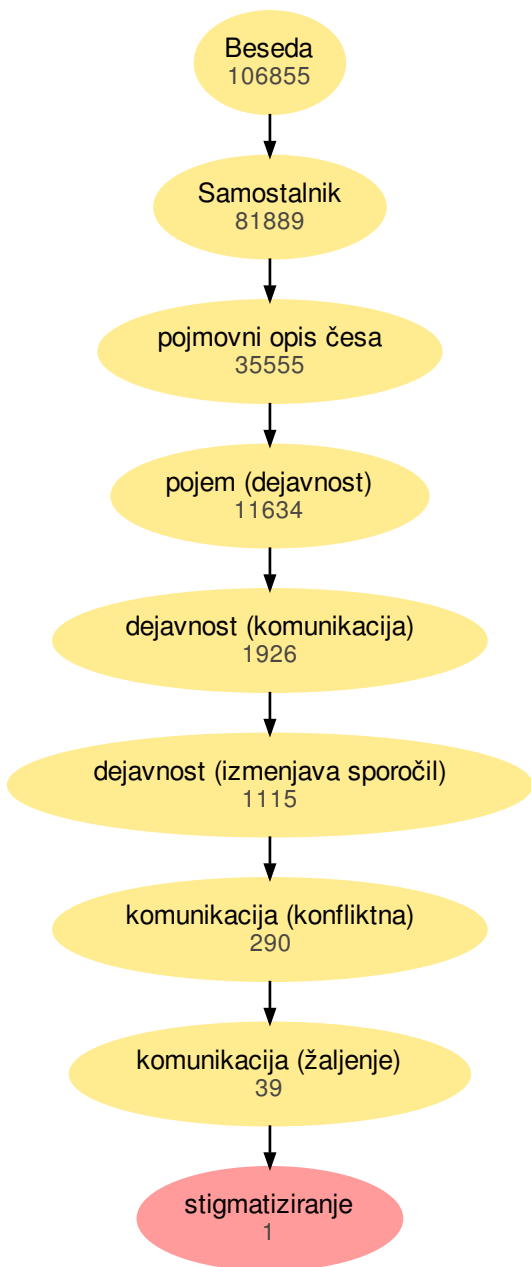 Beseda
106855
Samostalnik
81889
pojmovni opis česa
35555
pojem (dejavnost)
11634
dejavnost (komunikacija)
1926
dejavnost (izmenjava sporočil)
1115
komunikacija (konfliktna)
290
komunikacija (žaljenje)
39
stigmatiziranje
1